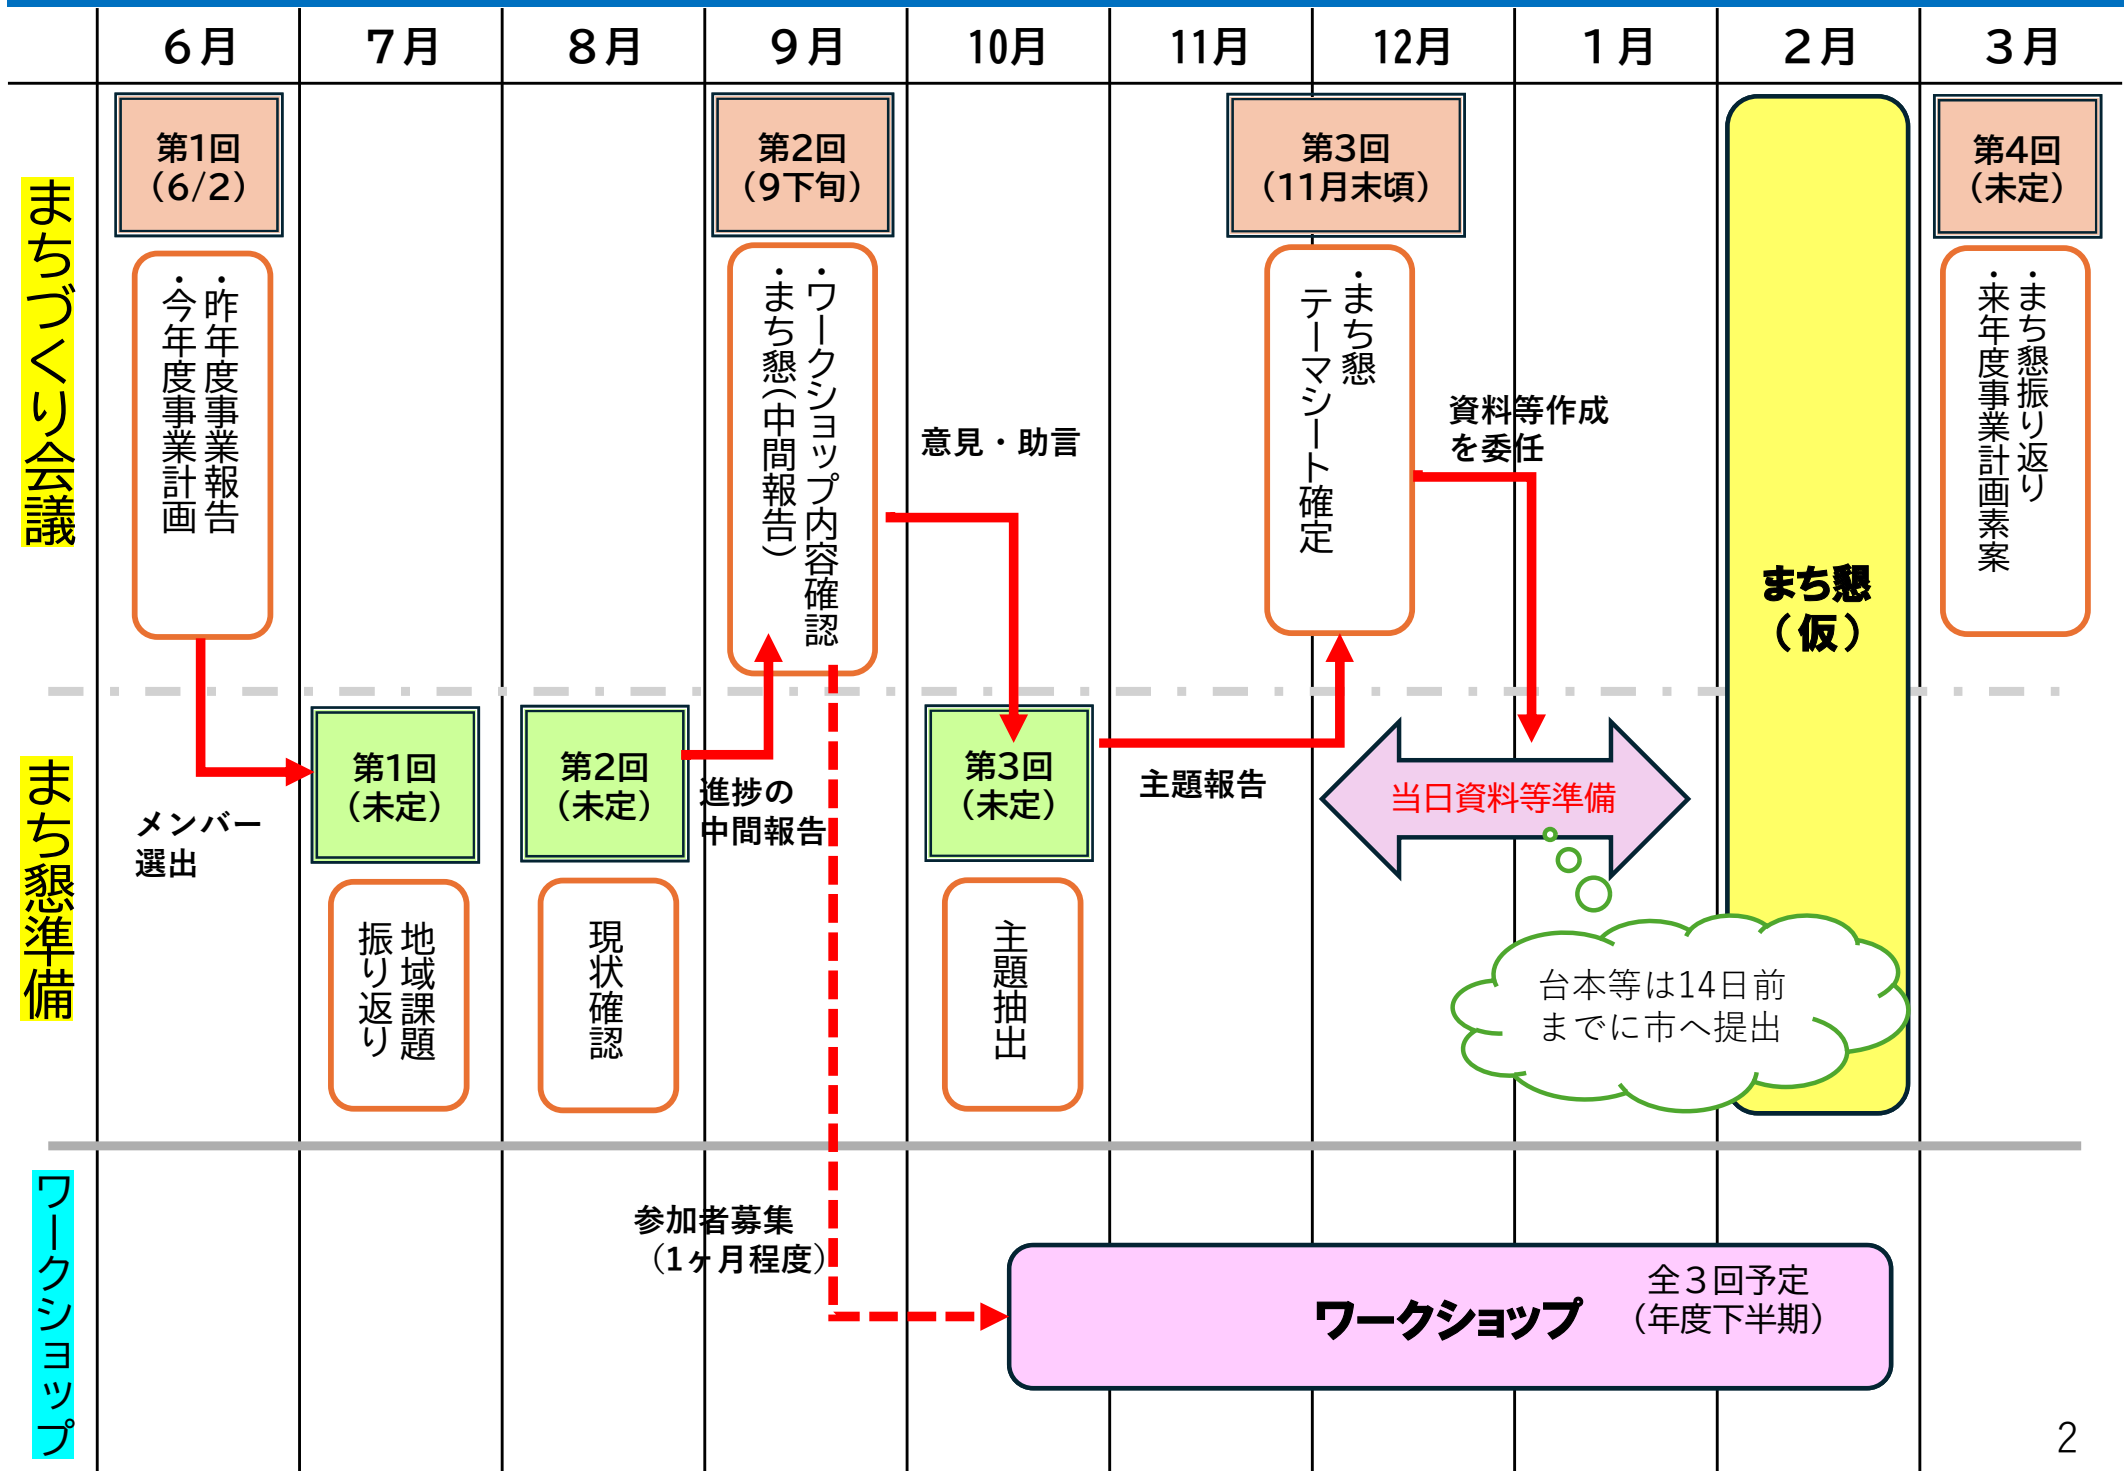 6月
7月
8月
9月
10月
11月
12月
1月
2月
3月
まちづくり会議
第1回
（6/2）
・昨年度事業報告
・今年度事業計画
第2回
（9下旬）
・ワークショップ内容確認
・まち懇（中間報告）
意見・助言
第3回
（11月末頃）
・まち懇
テーマシート確定
資料等作成
を委任
まち懇
（仮）
第4回
（未定）
・まち懇振り返り
・来年度事業計画素案
まち懇準備
メンバー
選出
第1回
（未定）
地域課題
振り返り
第2回
（未定）
現状確認
進捗の
中間報告
第3回
（未定）
主題抽出
主題報告
当日資料等準備
台本等は14日前
までに市へ提出
ワークショップ
参加者募集
（1ヶ月程度）
ワークショップ
全３回予定
（年度下半期）
2